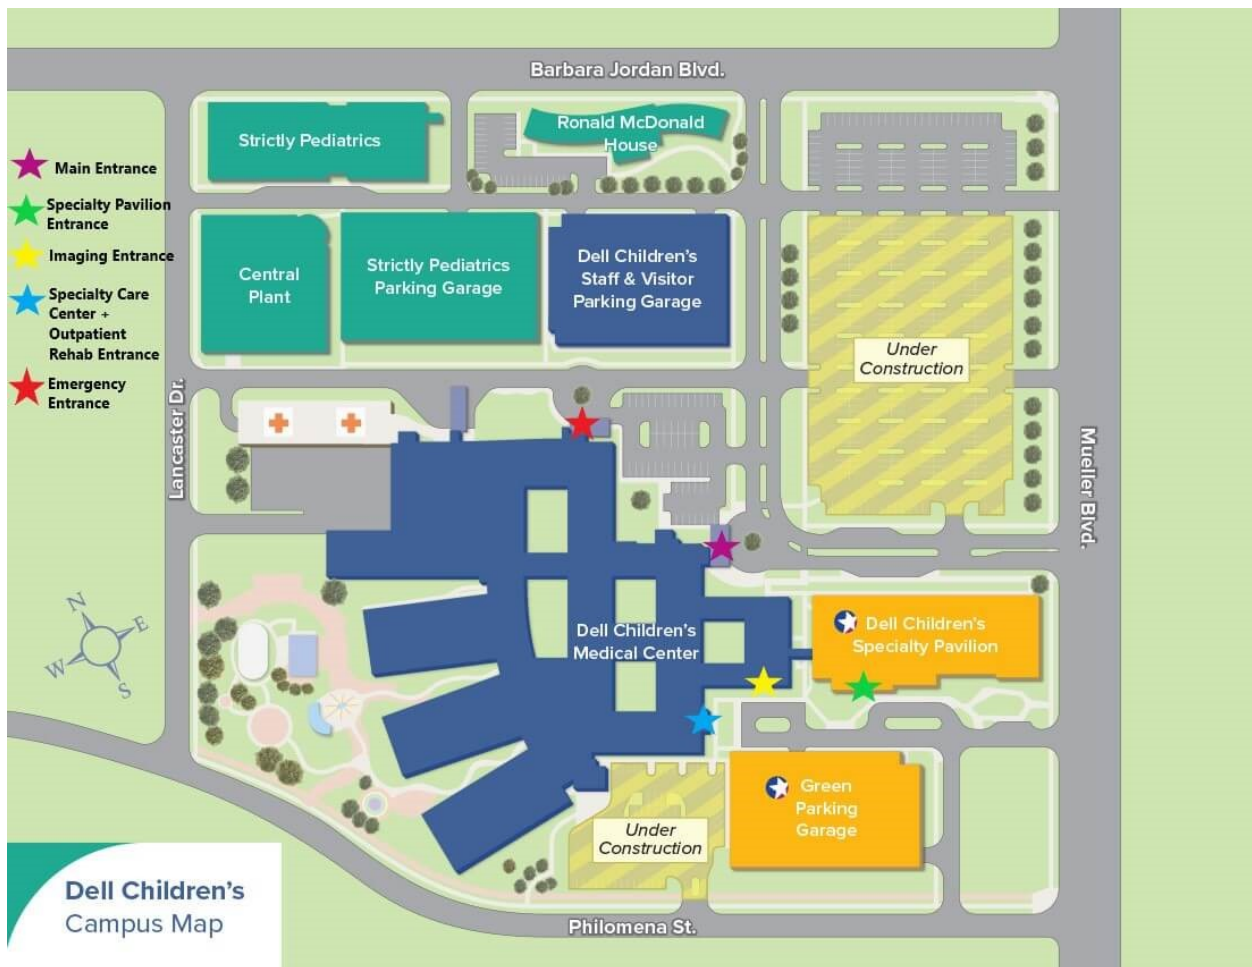 Barbara Jordan Blvd.
Strictly Pediatrics
Ronald McDonald
House
Main Entrance
Specialty Pavilion
Entrance
Imaging Entrance
Specialty Care
Center +
Outpatient
Rehab Entrance
Emergency
Entrance
Central
Plant
Strictly Pediatrics
Parking Garage
Dell Children's
Staff & Visitor
Parking Garage
Under
Construction
Lancaster Dr.
Mueller Blvd.
N
E
W
S
Dell Children's
Medical Center
Dell Children's
Specialty Pavilion
Green
Parking
Garage
Under
Construction
Dell Children's
Campus Map
Philomena St.